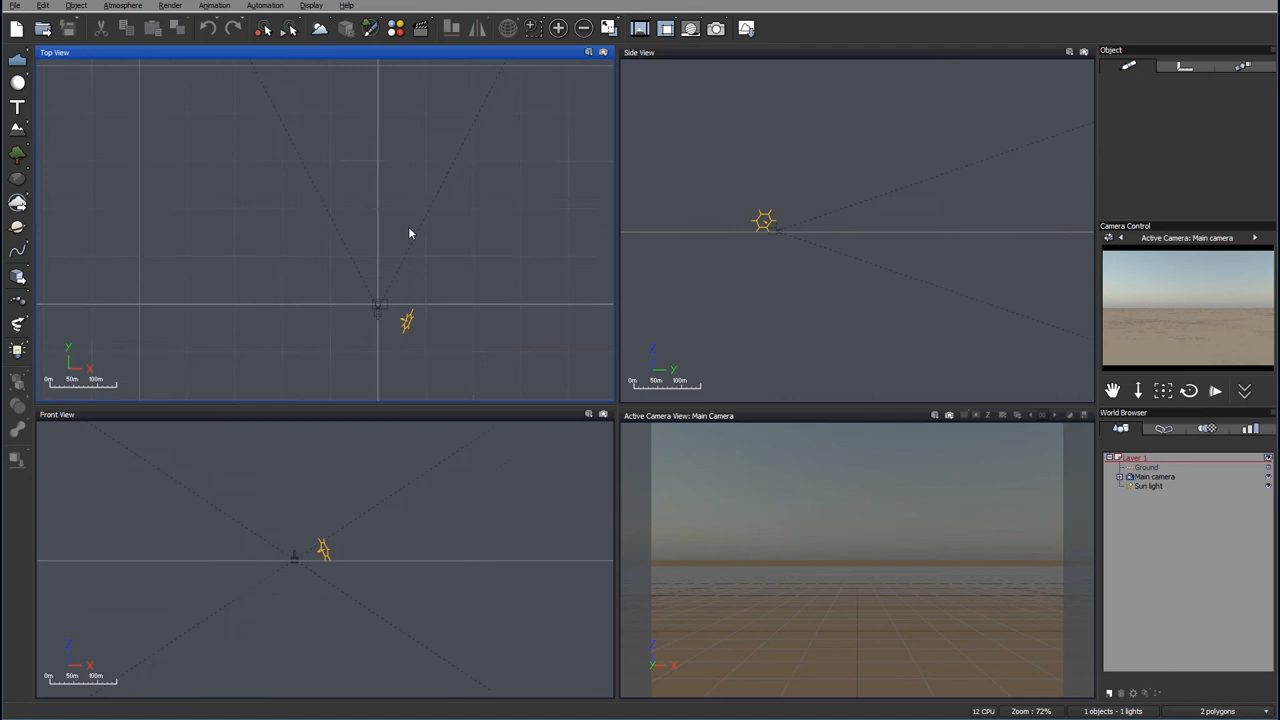 File Edit Object Atmosphere Render Animation Automation Display Help
Top View
Side View
Object
Y
X
0m 50m 100m
Z
Y
0m 50m 100m
Camera Control
Active Camera: Main camera
Front View
Active Camera View: Main Camera
World Browser
Layer 1
Ground
Main camera
Sun light
Z
X
0m 50m 100m
Z
Y X
12 CPU Zoom : 72% 1 objects - 1 lights 2 polygons